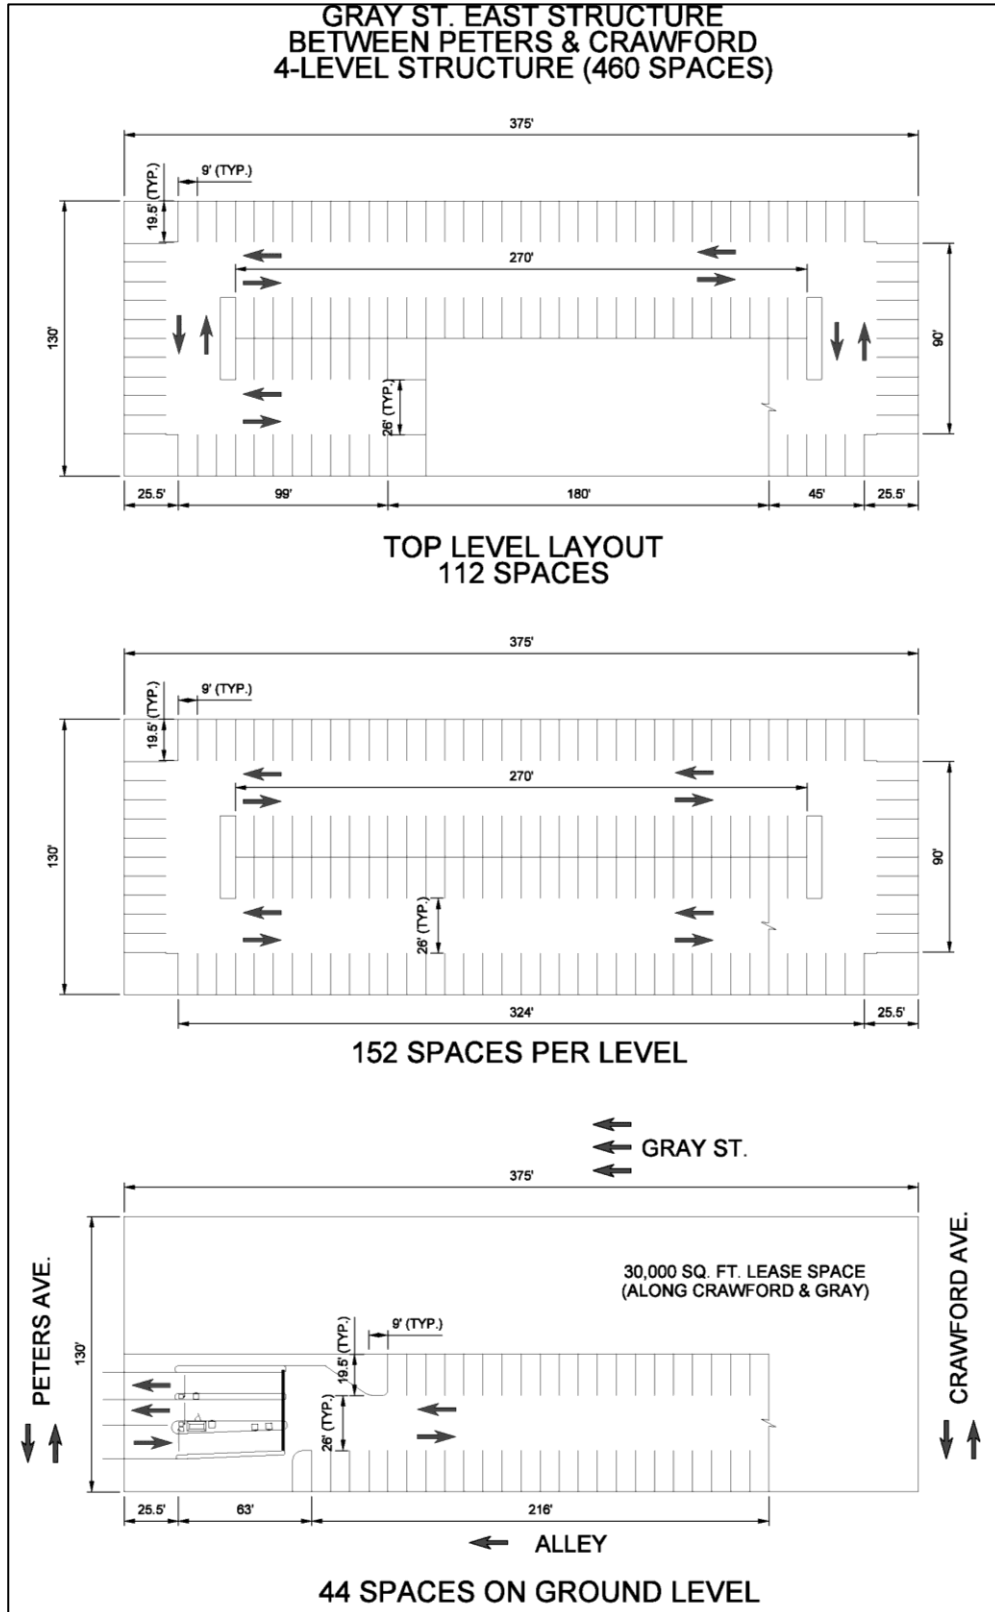 GRAY ST. EAST STRUCTURE
BETWEEN PETERS & CRAWFORD
4-LEVEL STRUCTURE (460 SPACES)
375'
9' (TYP.)
19.5' (TYP.)
270'
130'
90'
26' (TYP.)
25.5'
99'
180'
45'
25.5'
TOP LEVEL LAYOUT
112 SPACES
375'
9' (TYP.)
19.5' (TYP.)
270'
130'
90'
26' (TYP.)
324'
25.5'
152 SPACES PER LEVEL
GRAY ST.
375'
PETERS AVE.
CRAWFORD AVE.
30,000 SQ. FT. LEASE SPACE
(ALONG CRAWFORD & GRAY)
130'
9' (TYP.)
19.5' (TYP.)
26' (TYP.)
25.5'
63'
216'
ALLEY
44 SPACES ON GROUND LEVEL